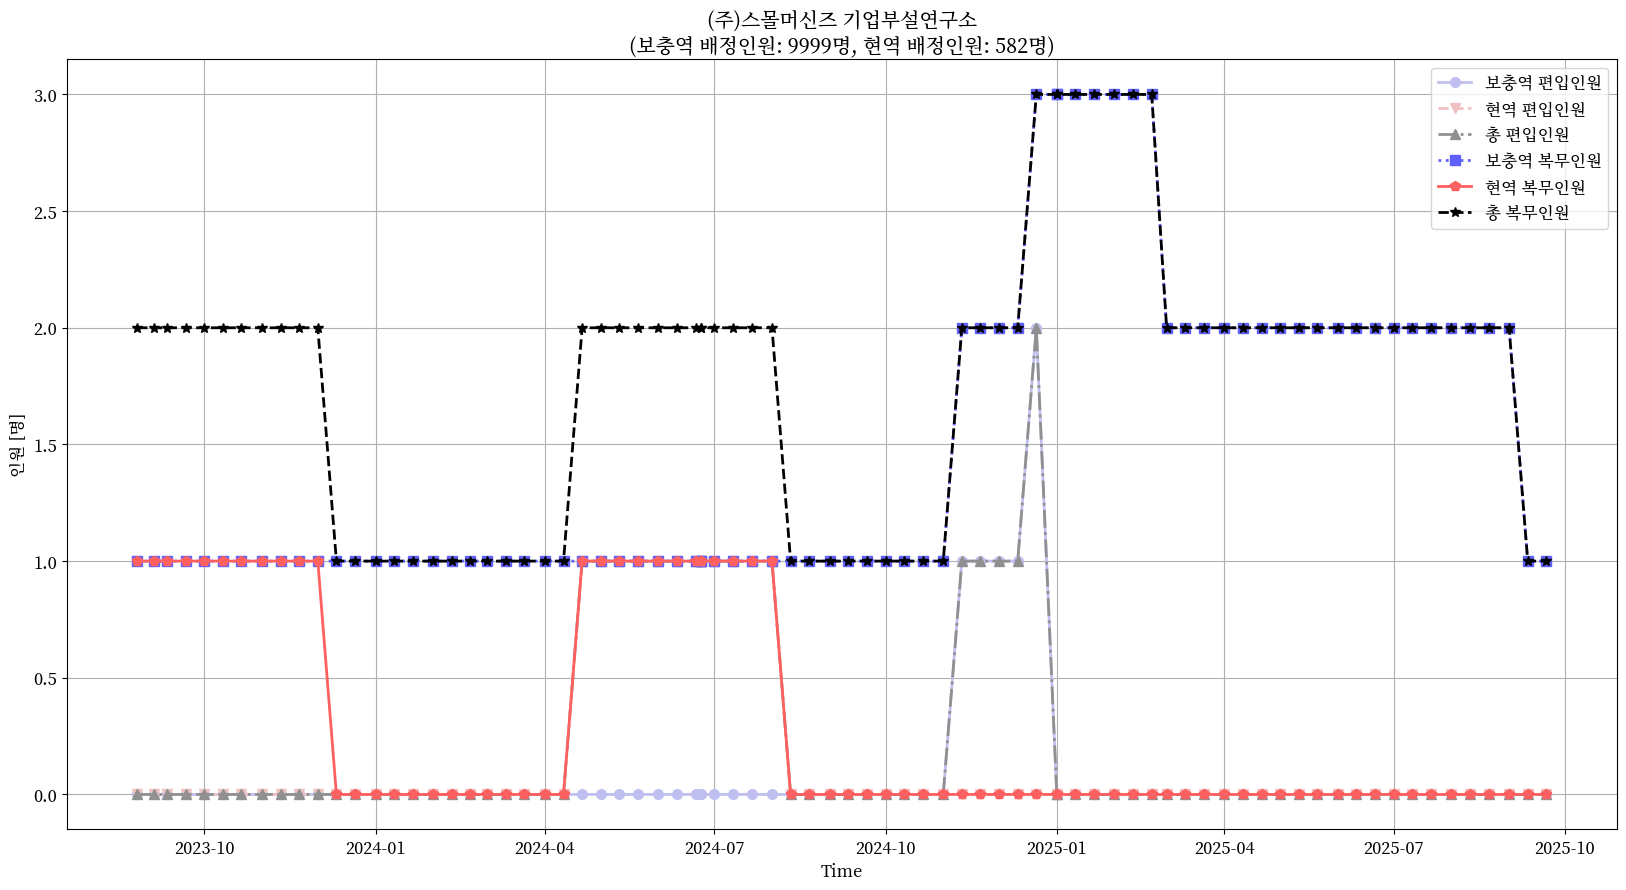 (주)스몰머신즈 기업부설연구소
(보충역 배정인원: 9999명, 현역 배정인원: 582명)
보충역 편입인원
현역 편입인원
총 편입인원
보충역 복무인원
현역 복무인원
총 복무인원
3.0
2.5
2.0
1.5
1.0
0.5
0.0
인원 [명]
2023-10
2024-01
2024-04
2024-07
2024-10
2025-01
2025-04
2025-07
2025-10
Time